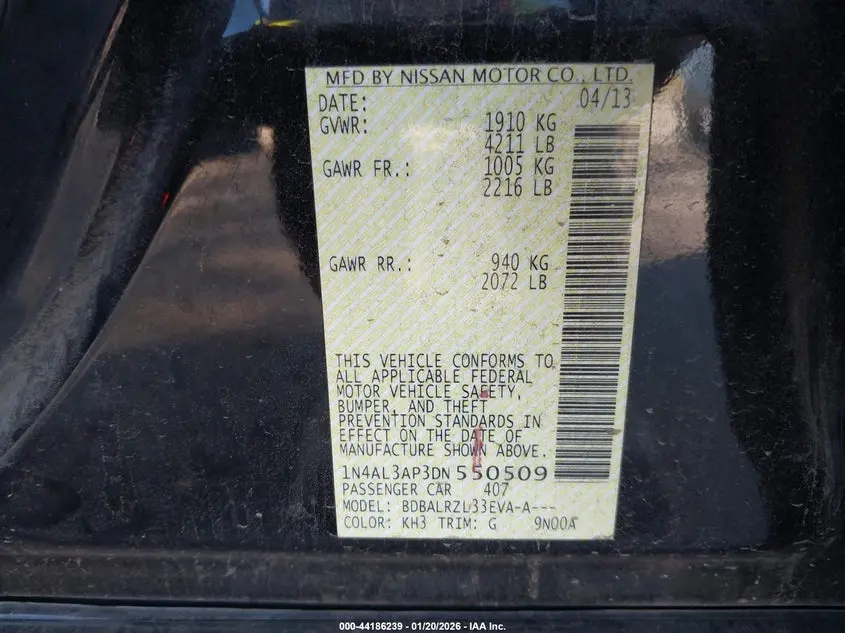 MFD BY NISSAN MOTOR CO., LTD.
DATE: 04/13
GVWR: 1910 KG
4211 LB
GAWR FR.: 1005 KG
2216 LB
GAWR RR.: 940 KG
2072 LB
THIS VEHICLE CONFORMS TO
ALL APPLICABLE FEDERAL
MOTOR VEHICLE SAFETY,
BUMPER, AND THEFT
PREVENTION STANDARDS IN
EFFECT ON THE DATE OF
MANUFACTURE SHOWN ABOVE.
1N4AL3AP3DN550509
PASSENGER CAR 407
MODEL: BDBALRZL33EVA-A---
COLOR: KH3 TRIM: G 9N00A
000-44186239 - 01/20/2026 - IAA Inc.